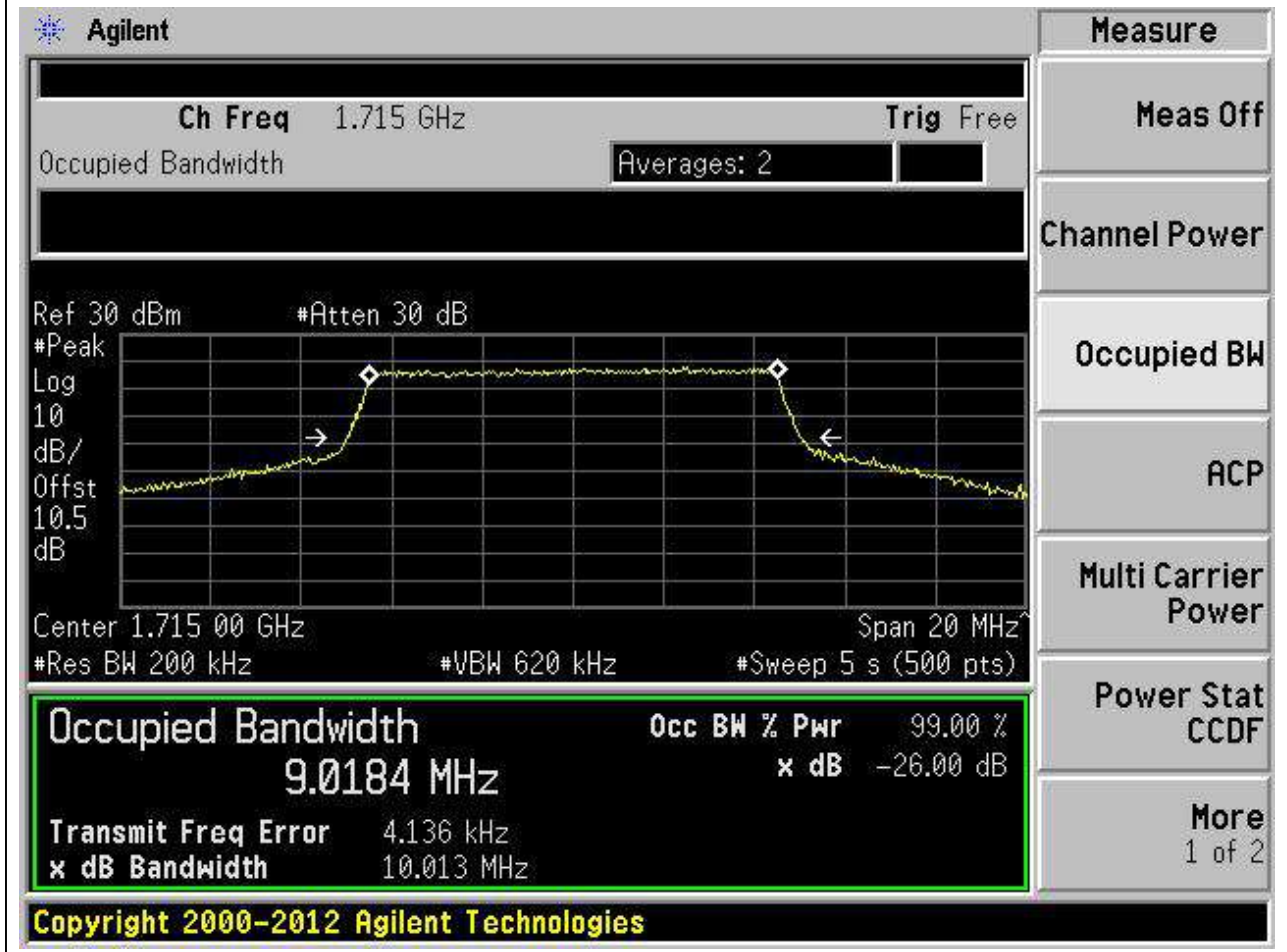 Agilent
Measure
Ch Freq 1.715 GHz Trig Free
Occupied Bandwidth Averages: 2
Ref 30 dBm #Atten 30 dB
#Peak
Log
10
dB/
Offst
10.5
dB
Center 1.715 00 GHz Span 20 MHz^
#Res BW 200 kHz #VBW 620 kHz #Sweep 5 s (500 pts)
Occupied Bandwidth
9.0184 MHz
Occ BW % Pwr 99.00 %
x dB -26.00 dB
Transmit Freq Error 4.136 kHz
x dB Bandwidth 10.013 MHz
Meas Off
Channel Power
Occupied BW
ACP
Multi Carrier
Power
Power Stat
CCDF
More
1 of 2
Copyright 2000-2012 Agilent Technologies